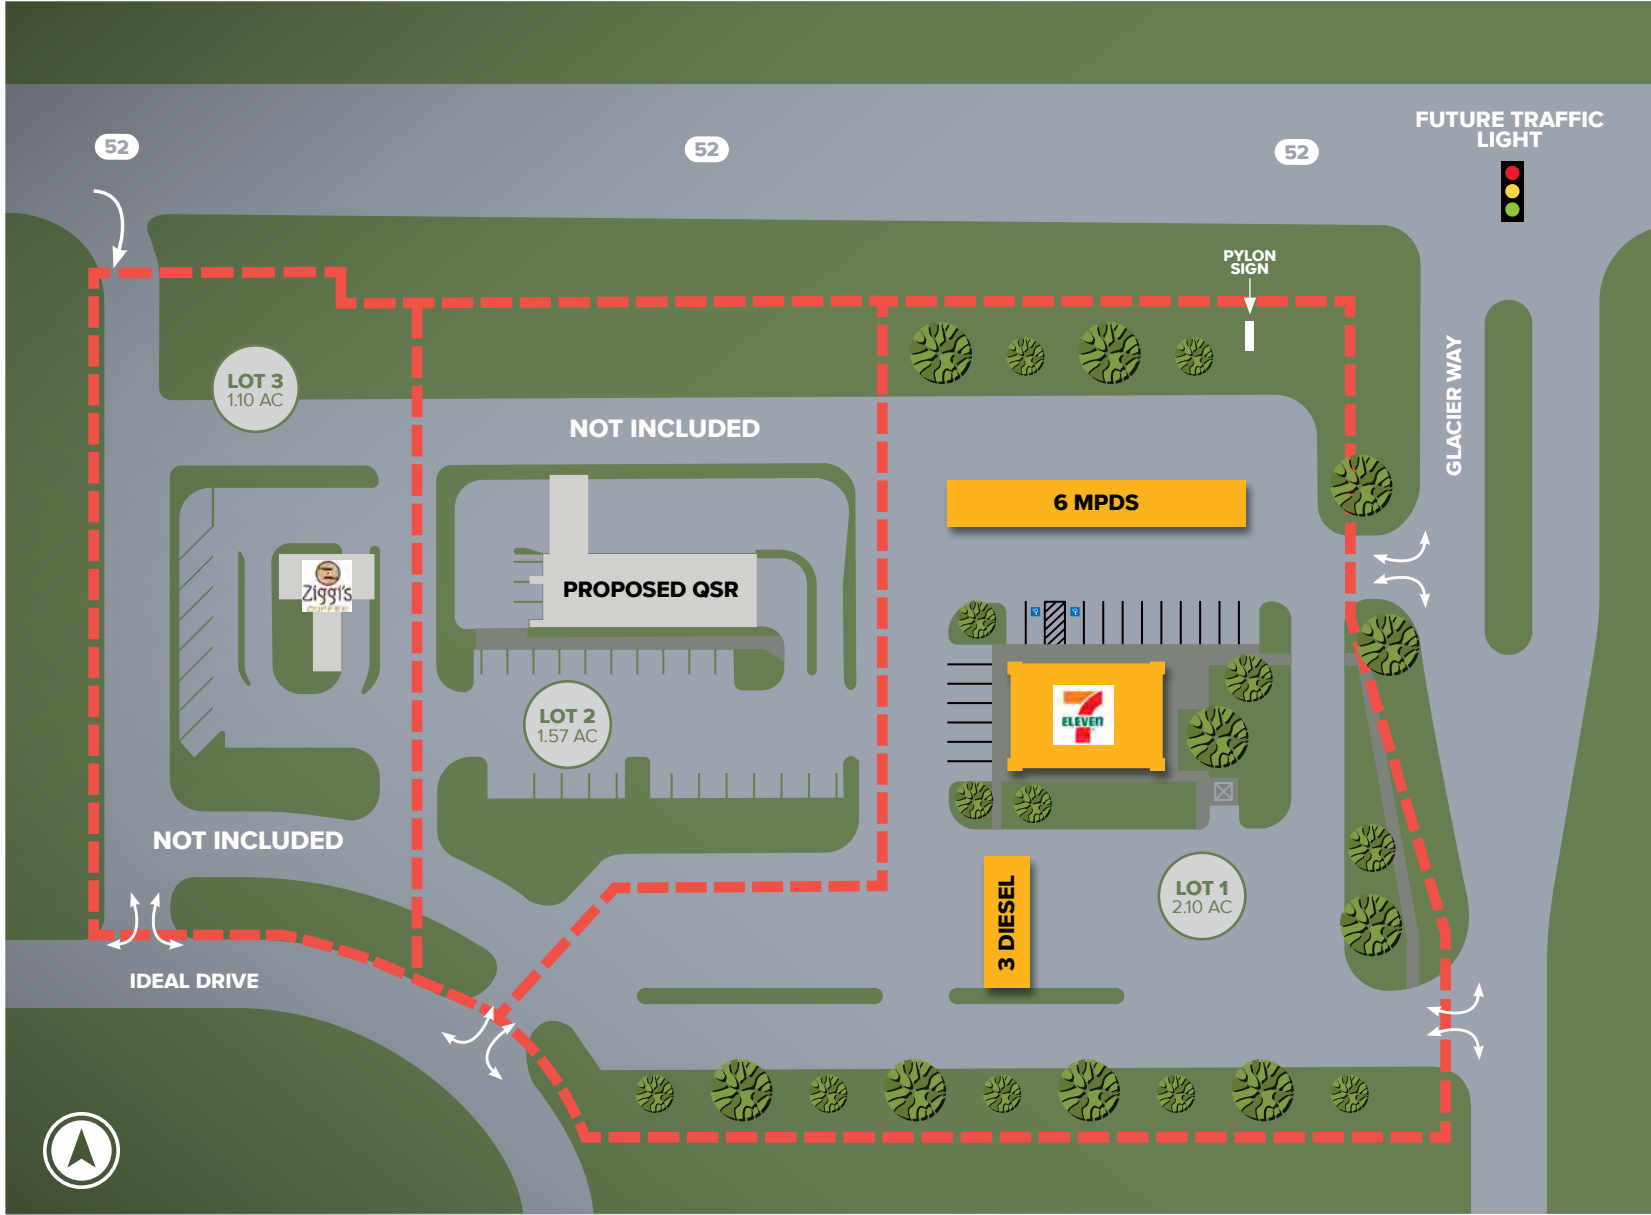 52
52
52
FUTURE TRAFFIC
LIGHT
PYLON
SIGN
GLACIER WAY
LOT 3
1.10 AC
NOT INCLUDED
6 MPDS
Ziggi's
PROPOSED QSR
LOT 2
1.57 AC
7
ELEVEN
NOT INCLUDED
3 DIESEL
LOT 1
2.10 AC
IDEAL DRIVE